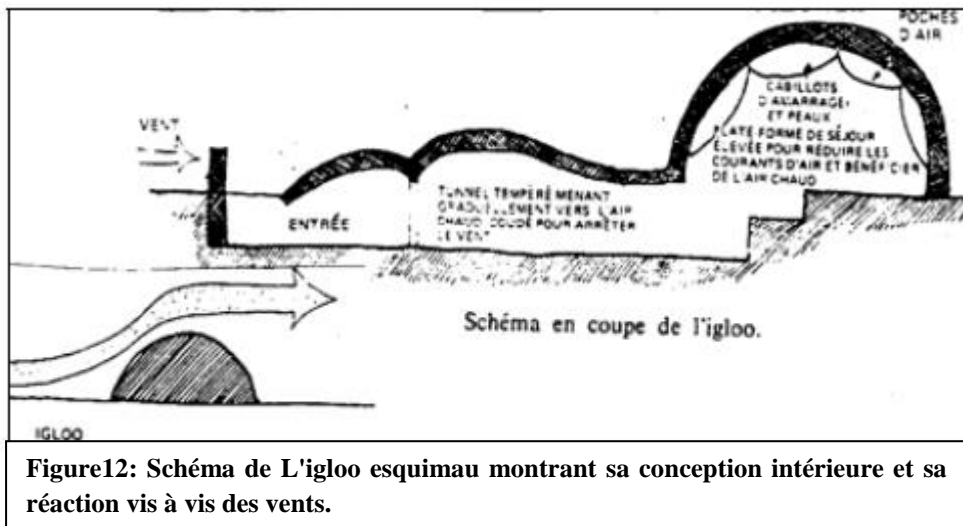 POCHES
D'AIR
VENT
CABILLOTS
D'AMARRAGE
ET PEAUX
PLATE-FORME DE SÉJOUR
ÉLEVÉE POUR RÉDUIRE LES
COURANTS D'AIR ET BÉNÉFICIER
DE L'AIR CHAUD
ENTRÉE
TUNNEL TEMPÉRÉ MENANT
GRADUELLEMENT VERS L'AIR
CHAUD, COUDÉ POUR ARRÊTER
LE VENT
Schéma en coupe de l'igloo.
IGLOO
Figure12: Schéma de L'igloo esquimau montrant sa conception intérieure et sa
réaction vis à vis des vents.